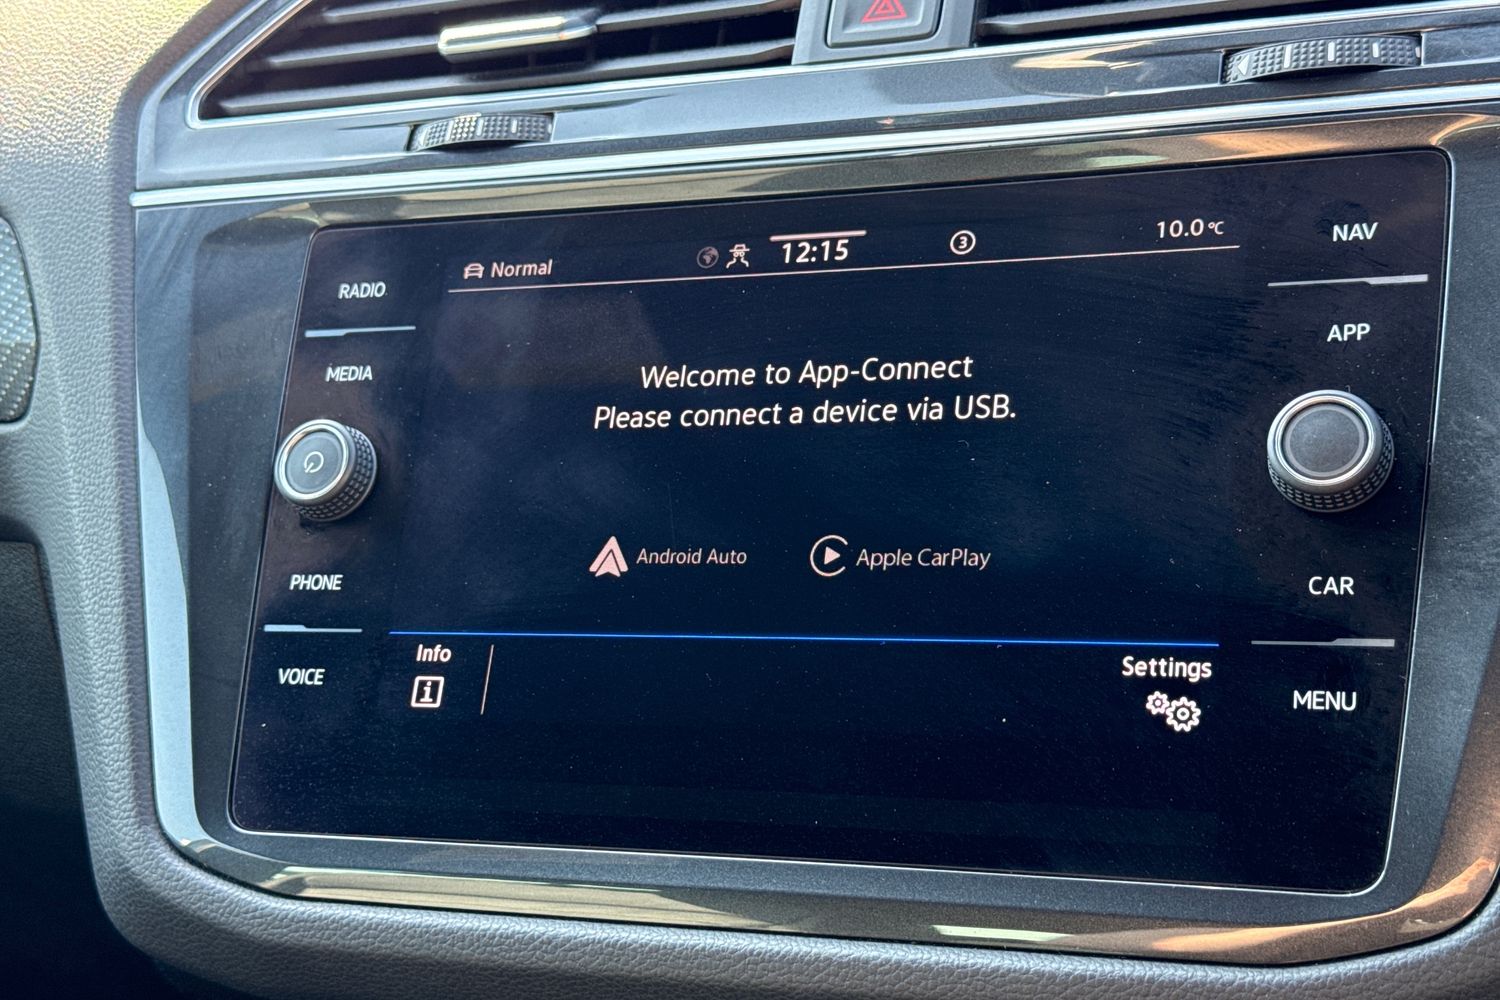 Normal
12:15
3
10.0°C
RADIO
MEDIA
PHONE
VOICE
Welcome to App-Connect
Please connect a device via USB.
Android Auto
Apple CarPlay
Info
i
Settings
NAV
APP
CAR
MENU